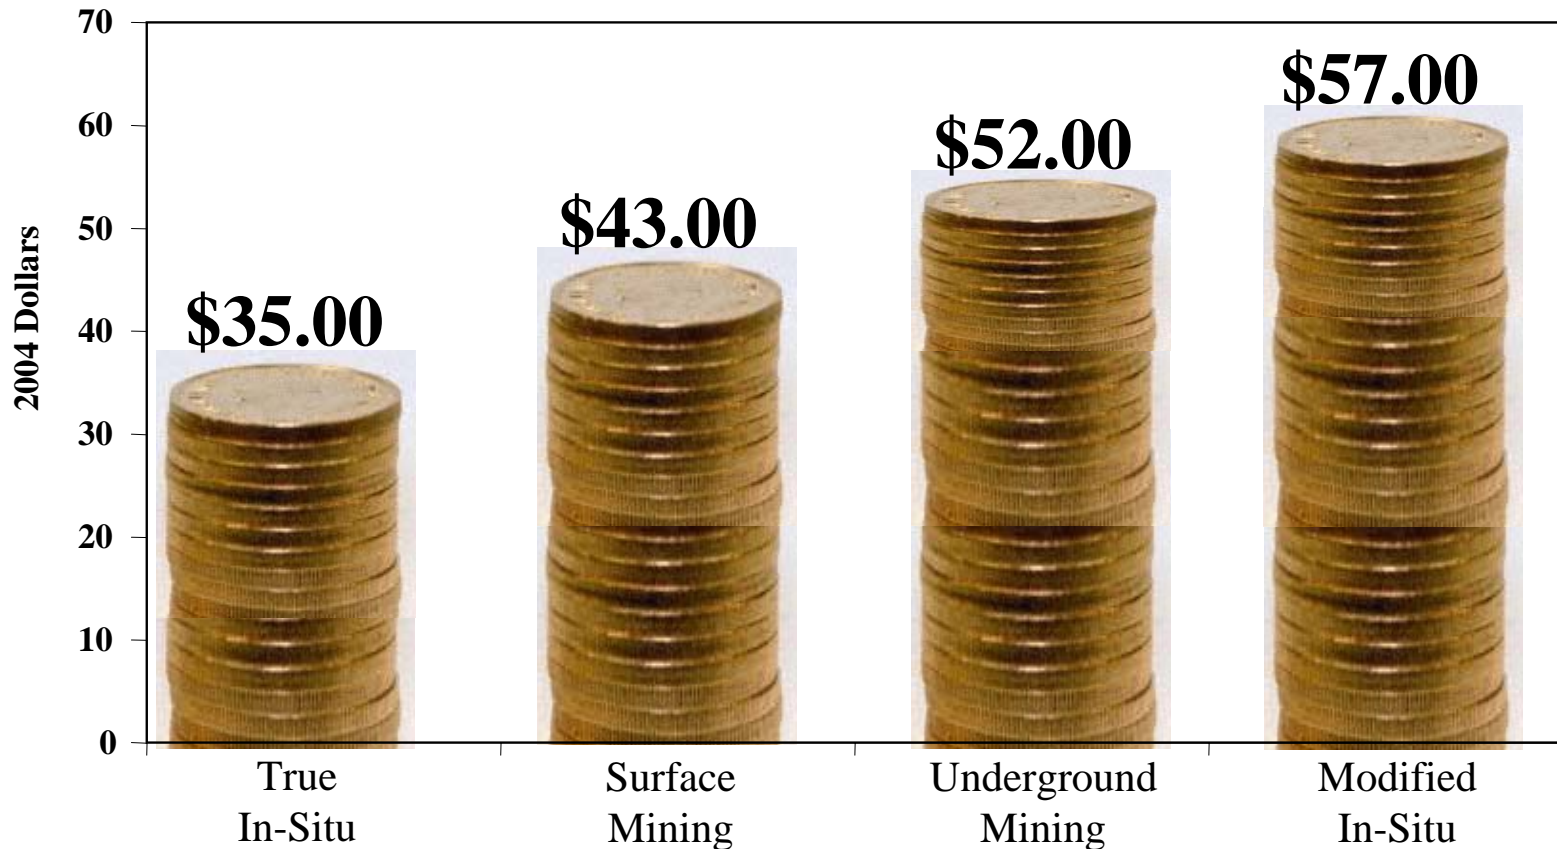 70
60
50
40
30
20
10
0
2004 Dollars
$35.00
$43.00
$52.00
$57.00
True
In-Situ
Surface
Mining
Underground
Mining
Modified
In-Situ